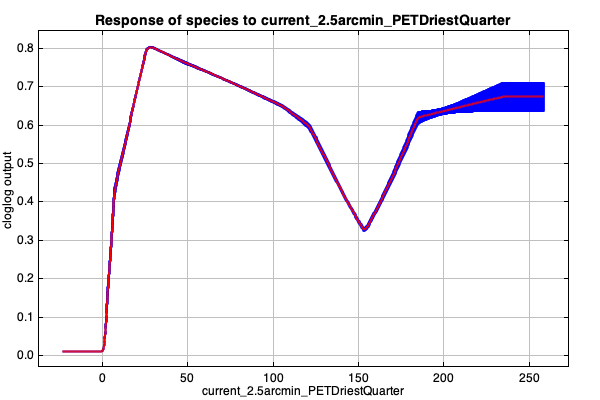 Response of species to current_2.5arcmin_PETDriestQuarter
cloglog output
0.8
0.7
0.6
0.5
0.4
0.3
0.2
0.1
0.0
0 50 100 150 200 250
current_2.5arcmin_PETDriestQuarter